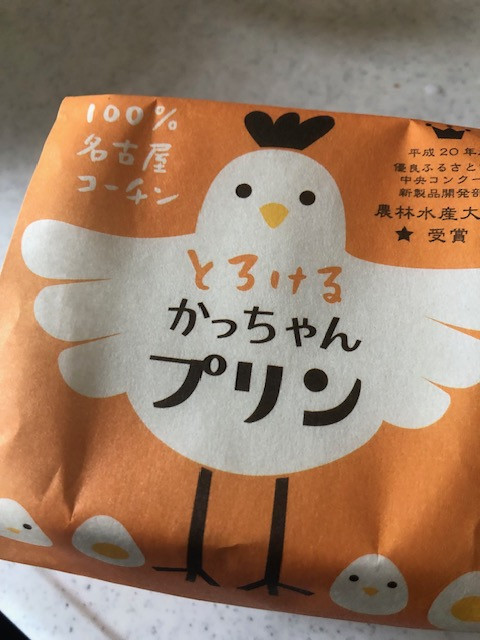 100%
名古屋
コーチン
平成20年
優良ふるさと
中央コンクー
新製品開発部
農林水産大
★受賞
とろける
かっちゃん
プリン